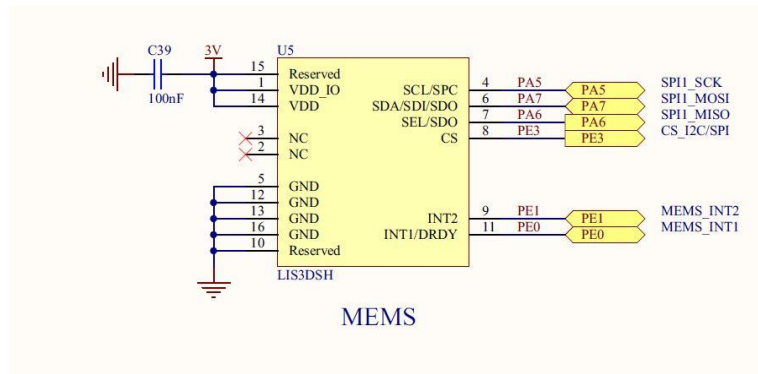 C39 3V U5
100nF
15 Reserved
1 VDD_IO
14 VDD
3 NC
2 NC
5 GND
12 GND
13 GND
16 GND
10 Reserved
SCL/SPC 4 PA5 PA5 SPI1_SCK
SDA/SDI/SDO 6 PA7 PA7 SPI1_MOSI
SEL/SDO 7 PA6 PA6 SPI1_MISO
CS 8 PE3 PE3 CS_I2C/SPI
INT2 9 PE1 PE1 MEMS_INT2
INT1/DRDY 11 PE0 PE0 MEMS_INT1
LIS3DSH
MEMS